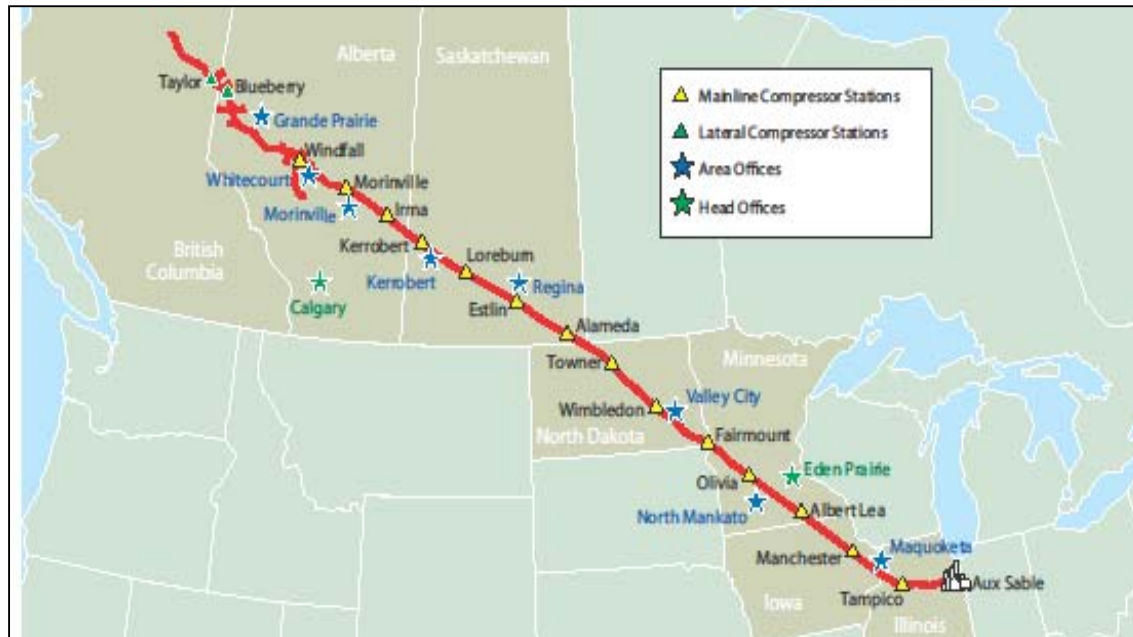 Alberta
Saskatchewan
Taylor
Blueberry
Grande Prairie
Windfall
Whitecourt
Morinville
Morinville
Irma
Kerrobert
Loreburn
British
Columbia
Kerrobert
Regina
Calgary
Estlin
Alameda
Minnesota
Towner
Valley City
Wimbledon
North Dakota
Fairmount
Eden Prairie
Olivia
North Mankato
Albert Lea
Maquoketa
Manchester
Aux Sable
Tampico
Iowa
Illinois
Mainline Compressor Stations
Lateral Compressor Stations
Area Offices
Head Offices